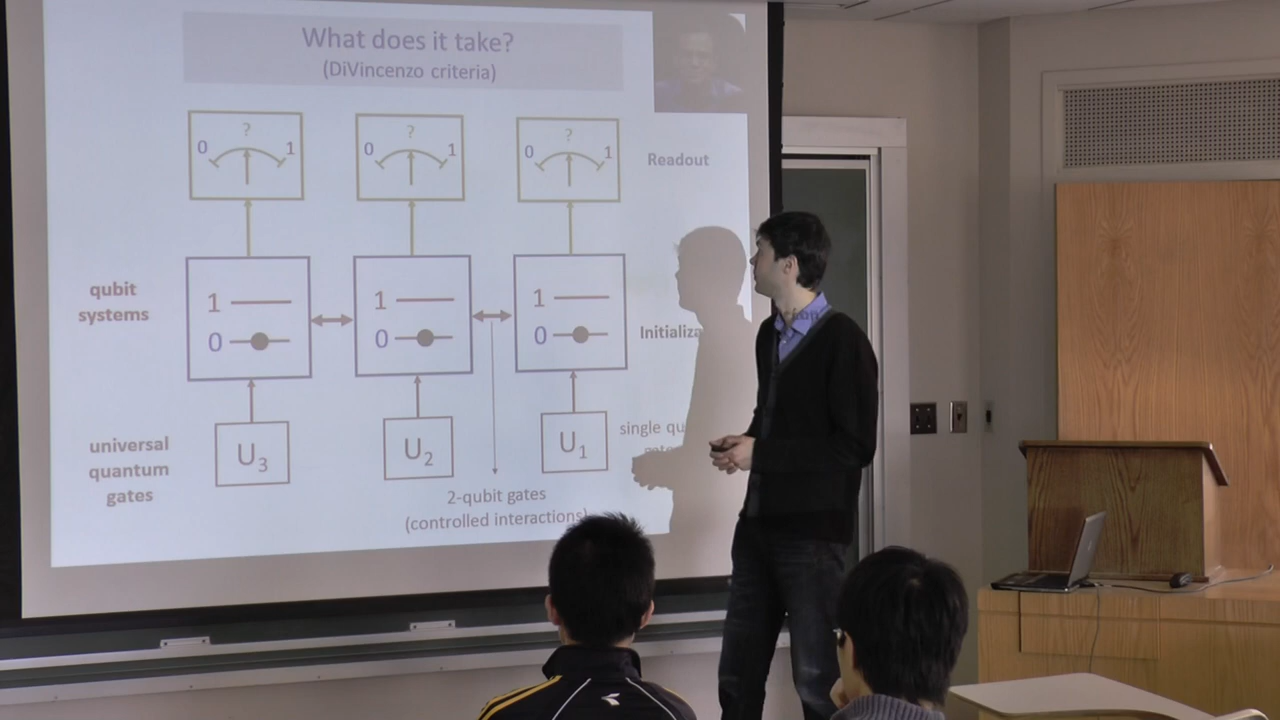 What does it take?
(DiVincenzo criteria)
? ? ?
0 1 0 1 0 1
Readout
qubit
systems
1 1 1
0 0 0
Initializa
universal
quantum
gates
U3 U2 U1
single qu
2-qubit gates
(controlled interactions)